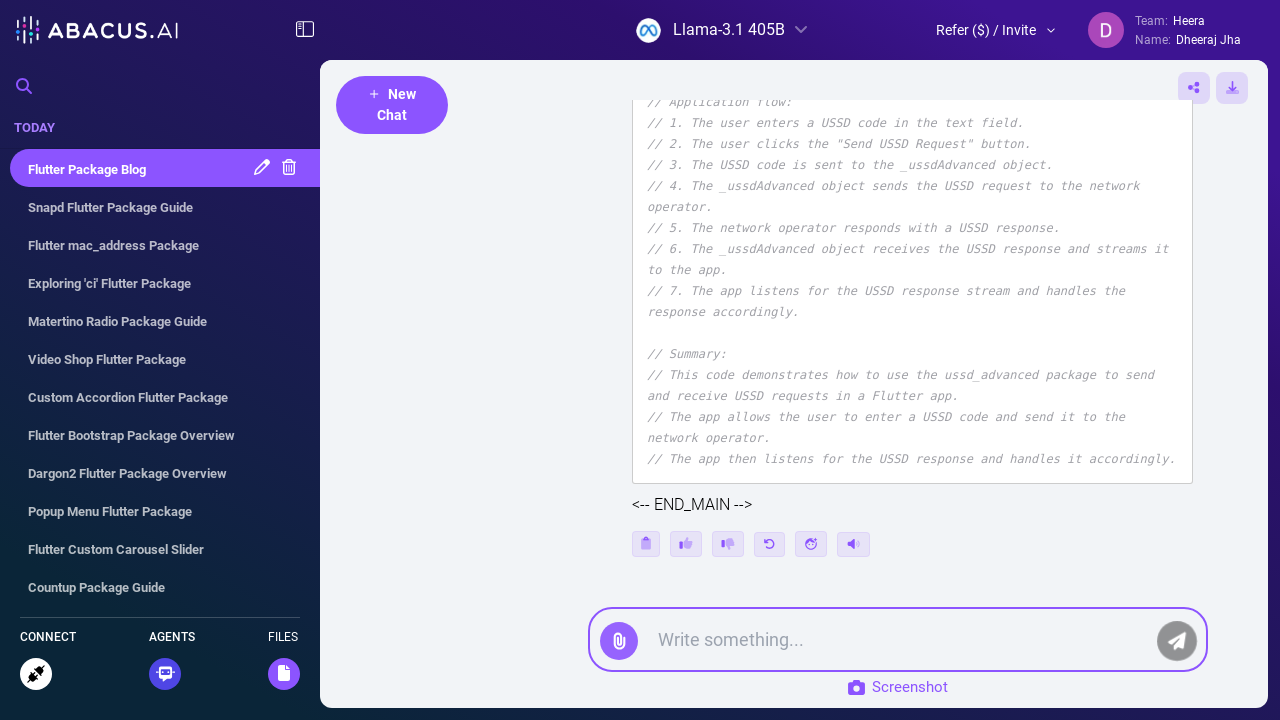 ABACUS.AI
Llama-3.1 405B
Refer ($) / Invite
D
Team: Heera
Name: Dheeraj Jha
TODAY
Flutter Package Blog
Snapd Flutter Package Guide
Flutter mac_address Package
Exploring 'ci' Flutter Package
Matertino Radio Package Guide
Video Shop Flutter Package
Custom Accordion Flutter Package
Flutter Bootstrap Package Overview
Dargon2 Flutter Package Overview
Popup Menu Flutter Package
Flutter Custom Carousel Slider
Countup Package Guide
CONNECT
AGENTS
FILES
+ New
Chat
// Application flow:
// 1. The user enters a USSD code in the text field.
// 2. The user clicks the "Send USSD Request" button.
// 3. The USSD code is sent to the _ussdAdvanced object.
// 4. The _ussdAdvanced object sends the USSD request to the network
operator.
// 5. The network operator responds with a USSD response.
// 6. The _ussdAdvanced object receives the USSD response and streams it
to the app.
// 7. The app listens for the USSD response stream and handles the
response accordingly.
// Summary:
// This code demonstrates how to use the ussd_advanced package to send
and receive USSD requests in a Flutter app.
// The app allows the user to enter a USSD code and send it to the
network operator.
// The app then listens for the USSD response and handles it accordingly.
<-- END_MAIN -->
Write something...
Screenshot